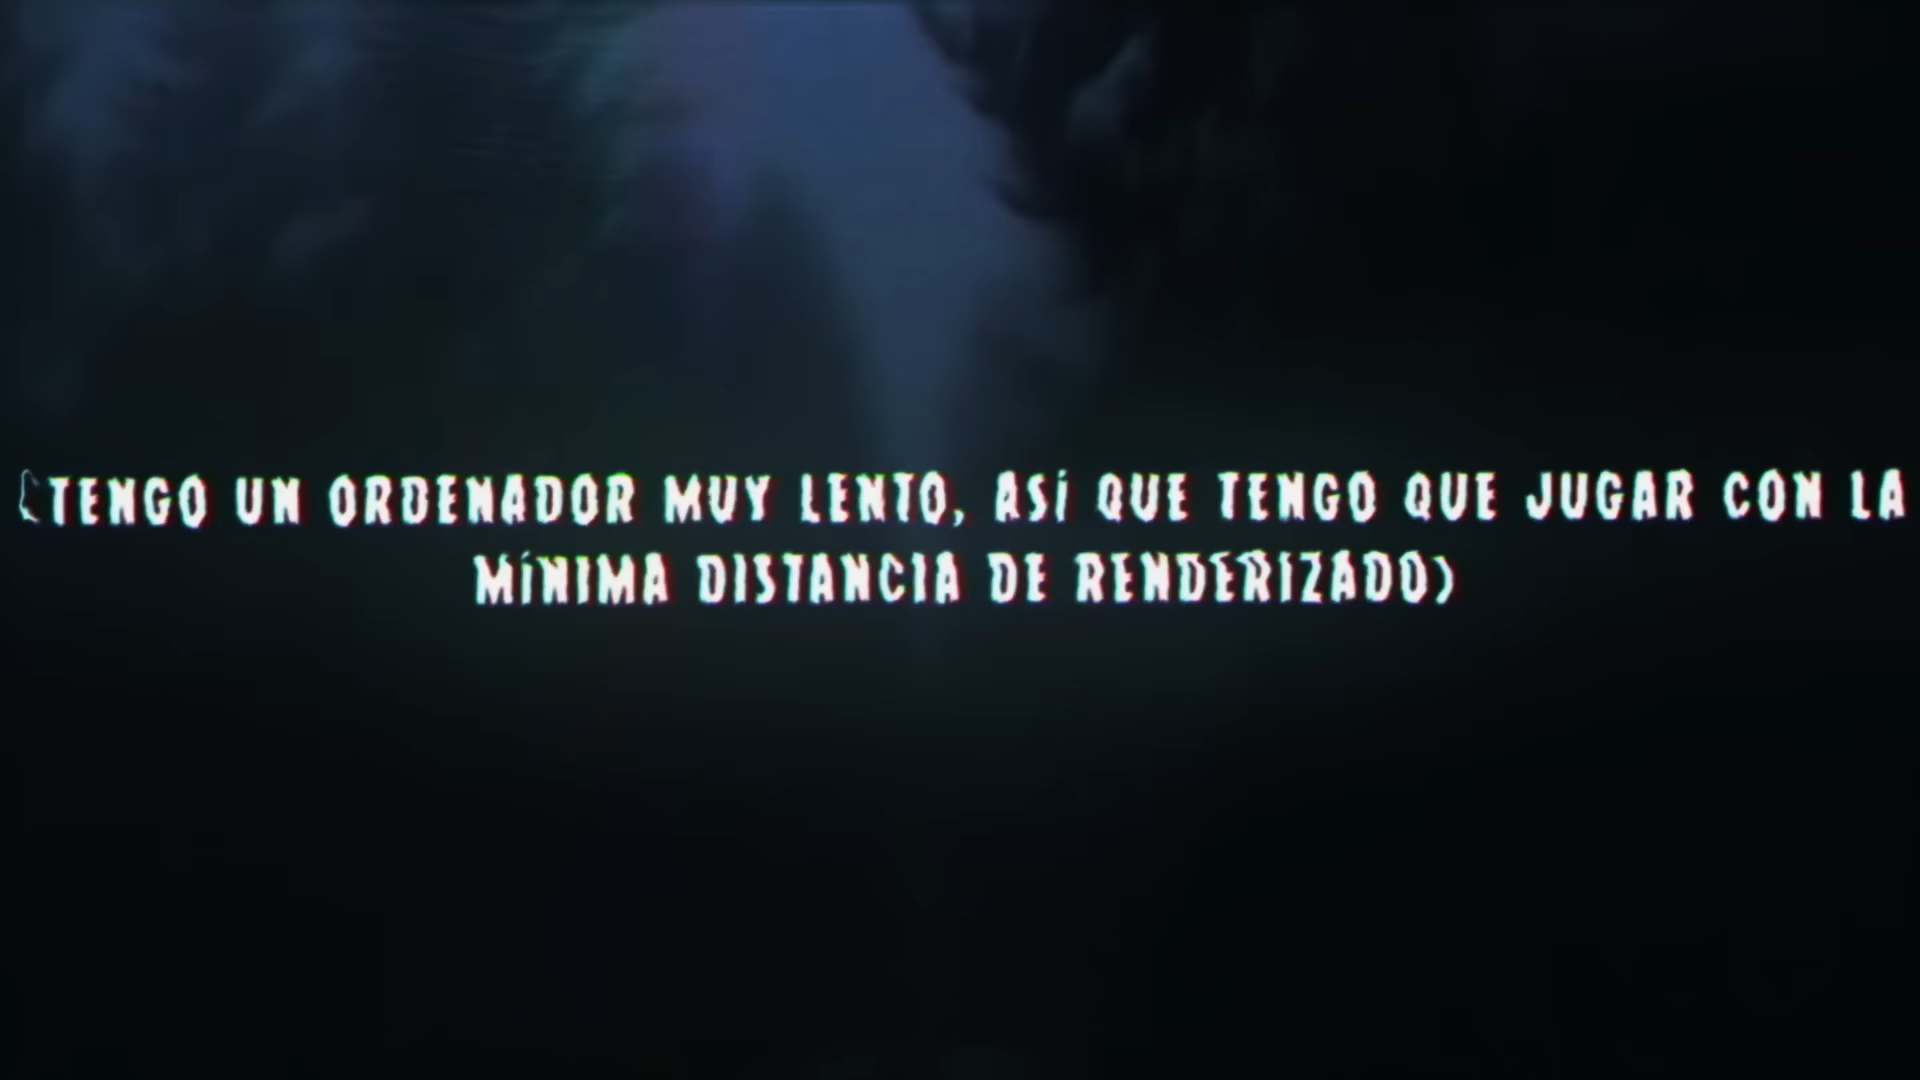 (TENGO UN ORDENADOR MUY LENTO, ASÍ QUE TENGO QUE JUGAR CON LA
MÍNIMA DISTANCIA DE RENDERIZADO)